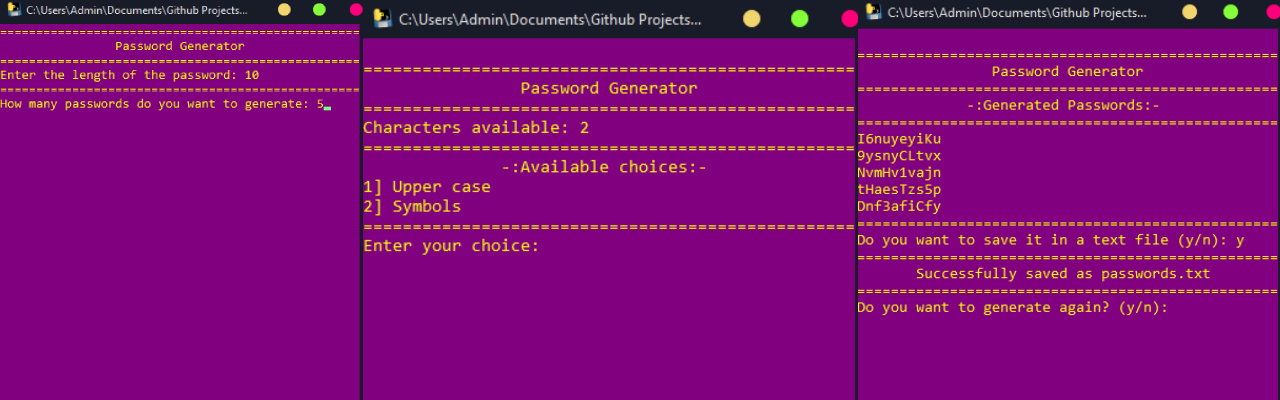 C:\Users\Admin\Documents\Github Projects...
==================================================
Password Generator
==================================================
Enter the length of the password: 10
==================================================
How many passwords do you want to generate: 5
C:\Users\Admin\Documents\Github Projects...
==================================================
Password Generator
==================================================
Characters available: 2
==================================================
-:Available choices:-
1] Upper case
2] Symbols
==================================================
Enter your choice:
C:\Users\Admin\Documents\Github Projects...
==================================================
Password Generator
==================================================
-:Generated Passwords:-
==================================================
I6nuyeyiKu
9ysnyCLtvx
NvmHv1vajn
tHaesTzs5p
Dnf3afiCfy
==================================================
Do you want to save it in a text file (y/n): y
==================================================
Successfully saved as passwords.txt
==================================================
Do you want to generate again? (y/n):